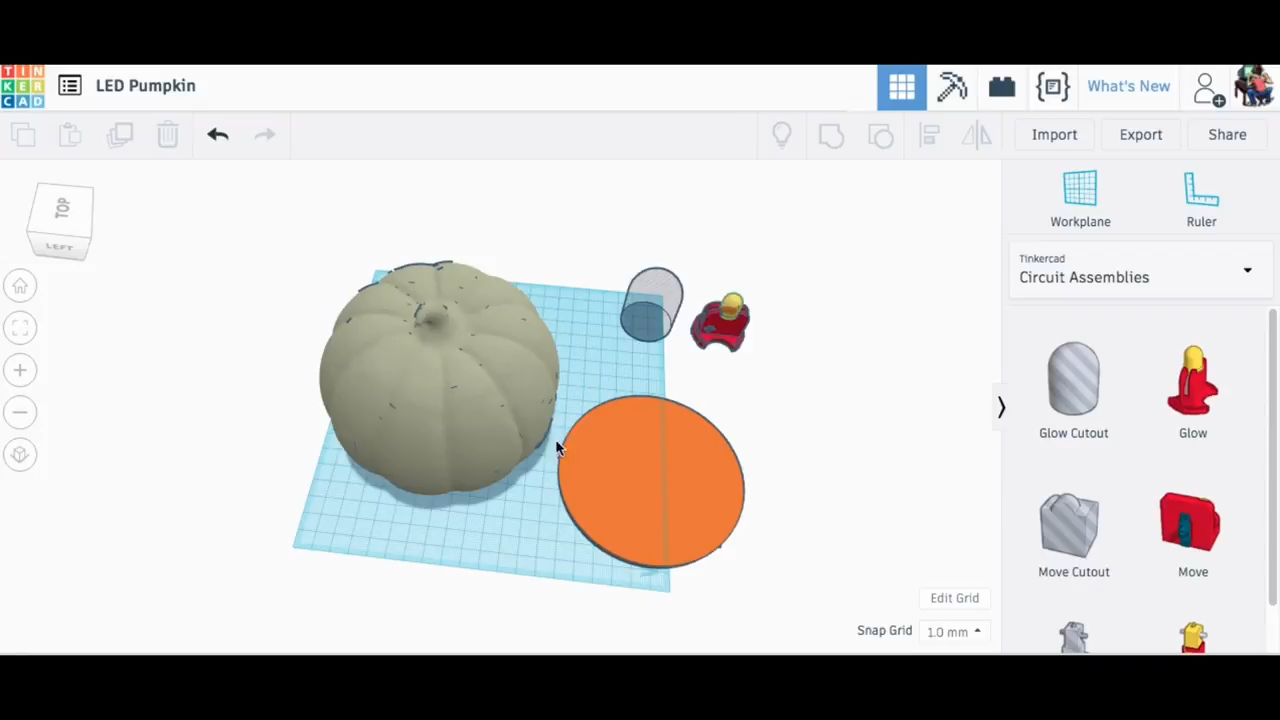 TIN
KER
CAD
LED Pumpkin
What's New
Import
Export
Share
TOP
LEFT
Workplane
Ruler
Tinkercad
Circuit Assemblies
Glow Cutout
Glow
Move Cutout
Move
Edit Grid
Snap Grid
1.0 mm